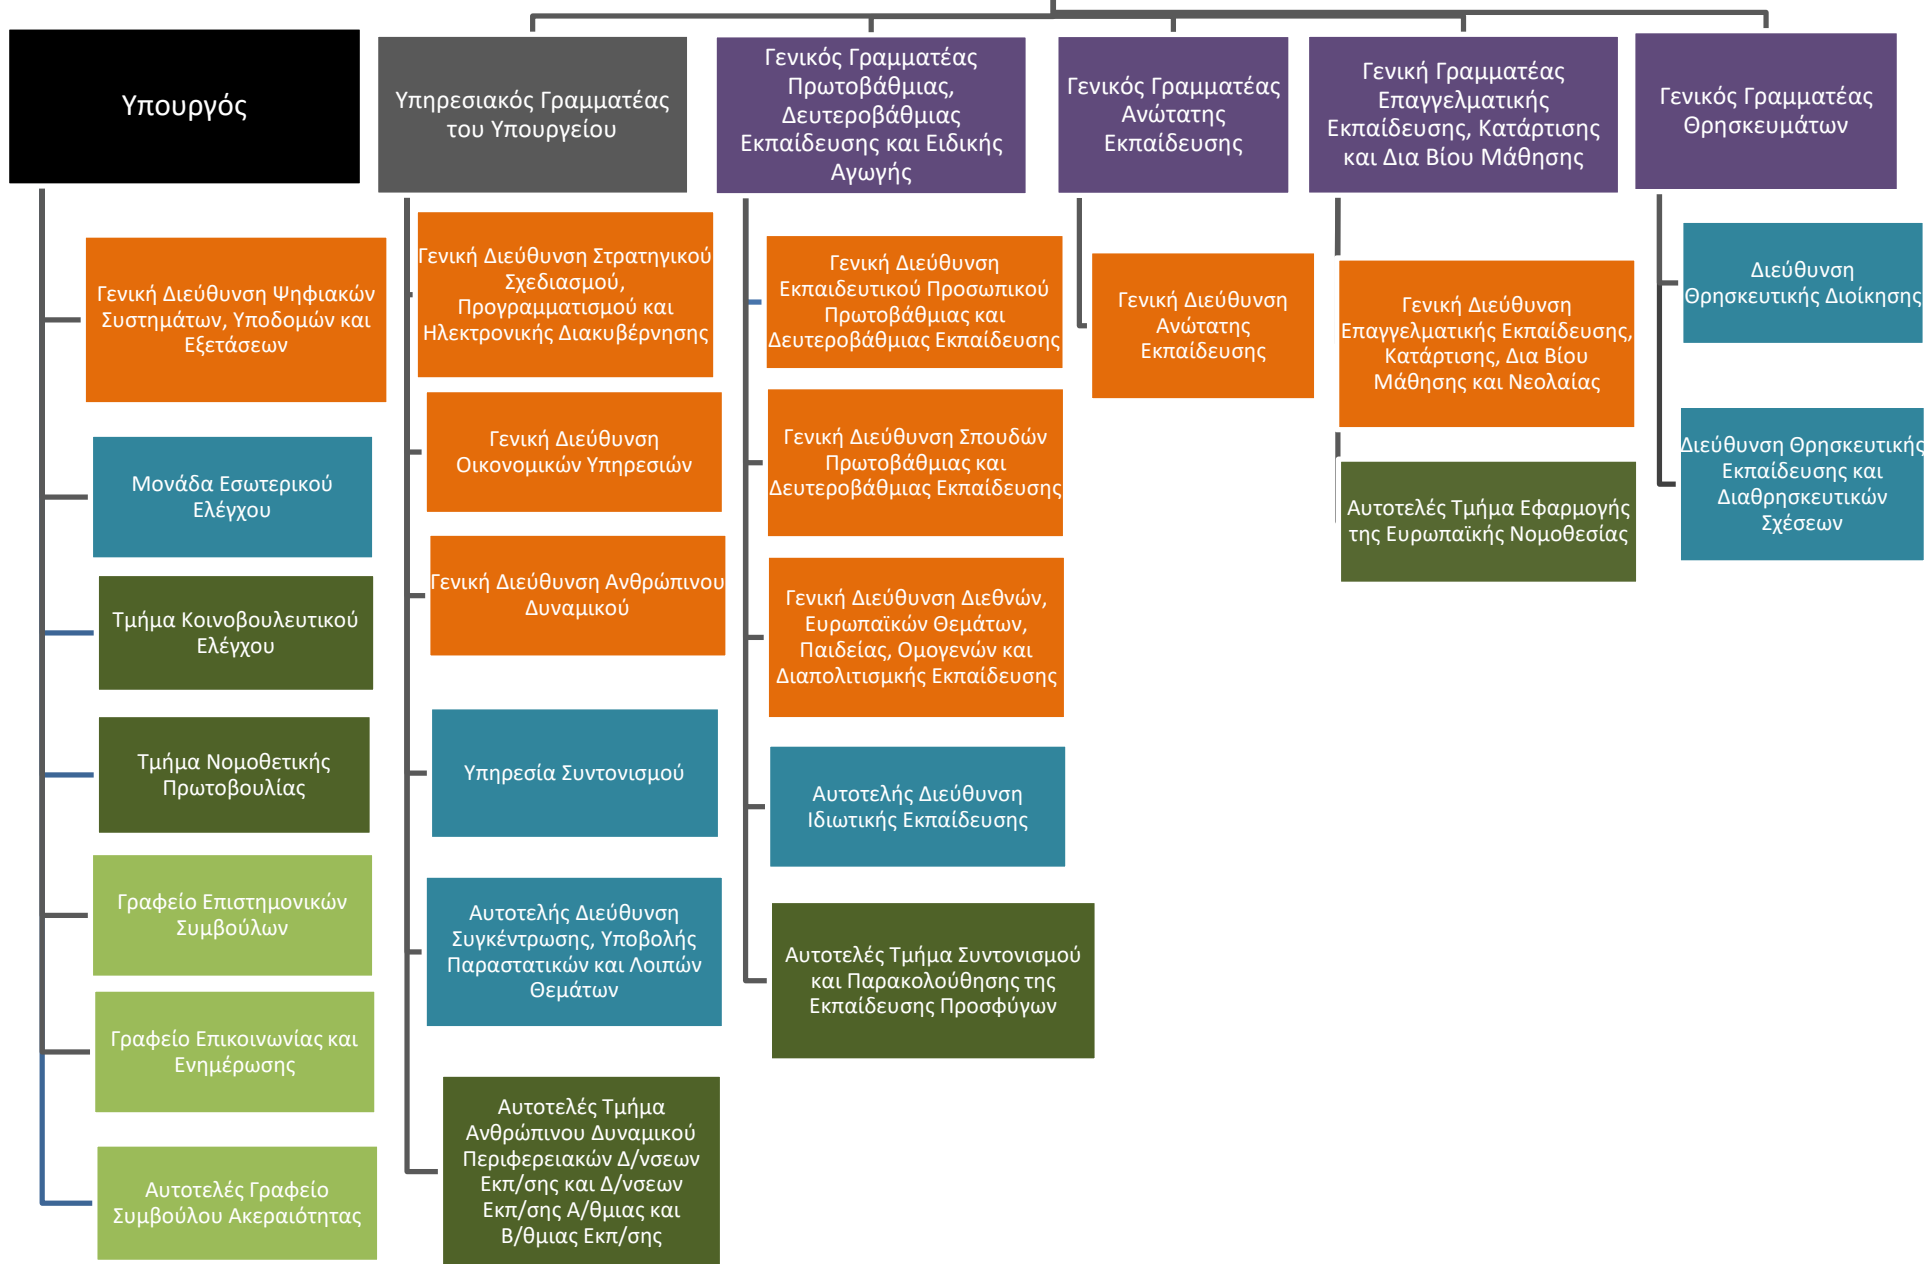 Υπουργός
Γενική Διεύθυνση Ψηφιακών
Συστημάτων, Υποδομών και
Εξετάσεων
Μονάδα Εσωτερικού
Ελέγχου
Τμήμα Κοινοβουλευτικού
Ελέγχου
Τμήμα Νομοθετικής
Πρωτοβουλίας
Γραφείο Επιστημονικών
Συμβούλων
Γραφείο Επικοινωνίας και
Ενημέρωσης
Αυτοτελές Γραφείο
Συμβούλου Ακεραιότητας
Υπηρεσιακός Γραμματέας
του Υπουργείου
Γενική Διεύθυνση Στρατηγικού
Σχεδιασμού,
Προγραμματισμού και
Ηλεκτρονικής Διακυβέρνησης
Γενική Διεύθυνση
Οικονομικών Υπηρεσιών
Γενική Διεύθυνση Ανθρώπινου
Δυναμικού
Υπηρεσία Συντονισμού
Αυτοτελής Διεύθυνση
Συγκέντρωσης, Υποβολής
Παραστατικών και Λοιπών
Θεμάτων
Αυτοτελές Τμήμα
Ανθρώπινου Δυναμικού
Περιφερειακών Δ/νσεων
Εκπ/σης και Δ/νσεων
Εκπ/σης Α/θμιας και
Β/θμιας Εκπ/σης
Γενικός Γραμματέας
Πρωτοβάθμιας,
Δευτεροβάθμιας
Εκπαίδευσης και Ειδικής
Αγωγής
Γενική Διεύθυνση
Εκπαιδευτικού Προσωπικού
Πρωτοβάθμιας και
Δευτεροβάθμιας Εκπαίδευσης
Γενική Διεύθυνση Σπουδών
Πρωτοβάθμιας και
Δευτεροβάθμιας Εκπαίδευσης
Γενική Διεύθυνση Διεθνών,
Ευρωπαϊκών Θεμάτων,
Παιδείας, Ομογενών και
Διαπολιτισμκής Εκπαίδευσης
Αυτοτελής Διεύθυνση
Ιδιωτικής Εκπαίδευσης
Αυτοτελές Τμήμα Συντονισμού
και Παρακολούθησης της
Εκπαίδευσης Προσφύγων
Γενικός Γραμματέας
Ανώτατης
Εκπαίδευσης
Γενική Διεύθυνση
Ανώτατης
Εκπαίδευσης
Γενική Γραμματέας
Επαγγελματικής
Εκπαίδευσης, Κατάρτισης
και Δια Βίου Μάθησης
Γενική Διεύθυνση
Επαγγελματικής Εκπαίδευσης,
Κατάρτισης, Δια Βίου
Μάθησης και Νεολαίας
Αυτοτελές Τμήμα Εφαρμογής
της Ευρωπαϊκής Νομοθεσίας
Γενικός Γραμματέας
Θρησκευμάτων
Διεύθυνση
Θρησκευτικής Διοίκησης
Διεύθυνση Θρησκευτικής
Εκπαίδευσης και
Διαθρησκευτικών
Σχέσεων